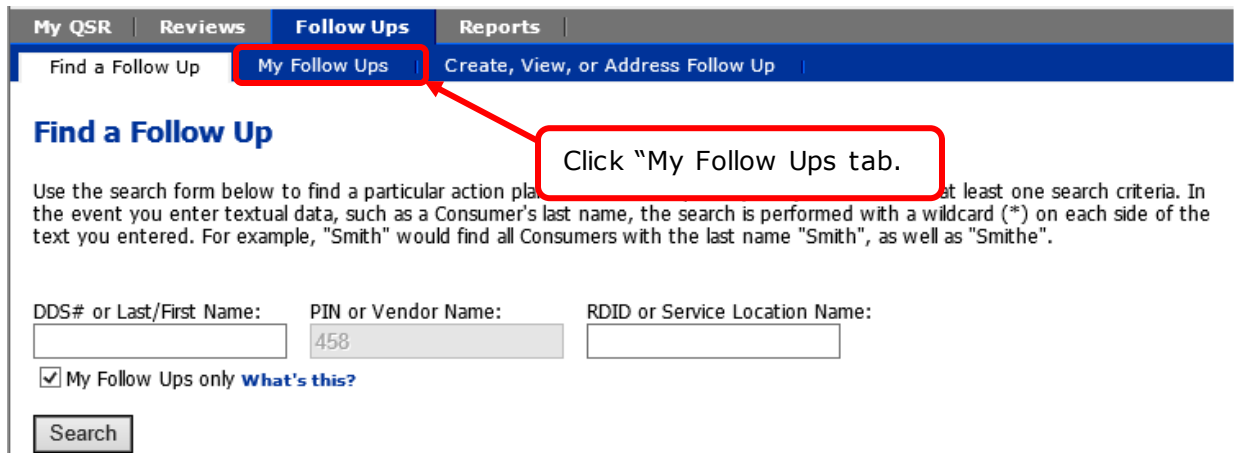 My QSR | Reviews Follow Ups Reports |
Find a Follow Up My Follow Ups | Create, View, or Address Follow Up |
Find a Follow Up
Click “My Follow Ups tab.
Use the search form below to find a particular action pla at least one search criteria. In
the event you enter textual data, such as a Consumer's last name, the search is performed with a wildcard (*) on each side of the
text you entered. For example, "Smith" would find all Consumers with the last name "Smith", as well as "Smithe".
DDS# or Last/First Name: PIN or Vendor Name: RDID or Service Location Name:
458
My Follow Ups only What's this?
Search